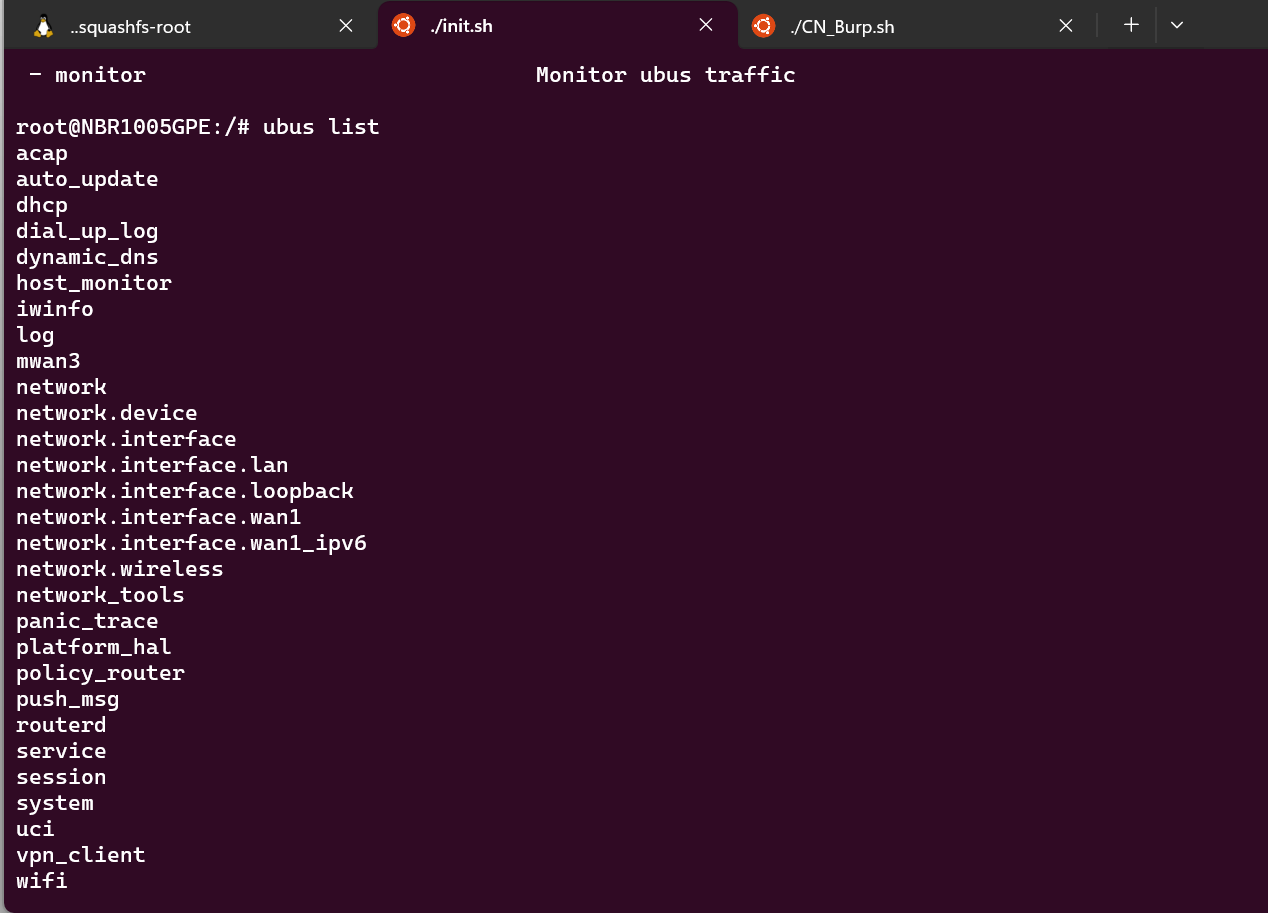 ..squashfs-root
./init.sh
./CN_Burp.sh
- monitor Monitor ubus traffic
root@NBR1005GPE:/# ubus list
acap
auto_update
dhcp
dial_up_log
dynamic_dns
host_monitor
iwinfo
log
mwan3
network
network.device
network.interface
network.interface.lan
network.interface.loopback
network.interface.wan1
network.interface.wan1_ipv6
network.wireless
network_tools
panic_trace
platform_hal
policy_router
push_msg
routerd
service
session
system
uci
vpn_client
wifi